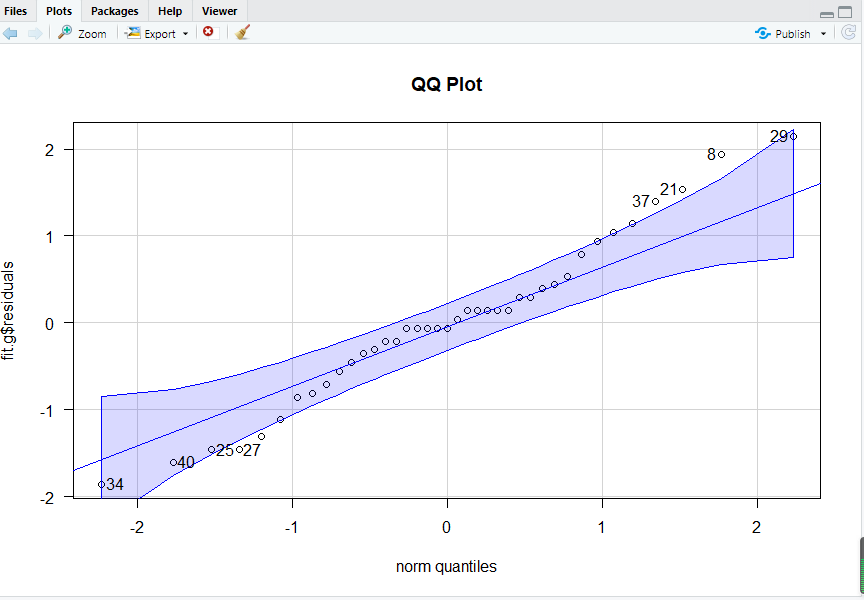 Files Plots Packages Help Viewer
Zoom Export Publish
QQ Plot
2
1
0
-1
-2
fit.g$residuals
29
8
21
37
25
27
40
34
-2 -1 0 1 2
norm quantiles